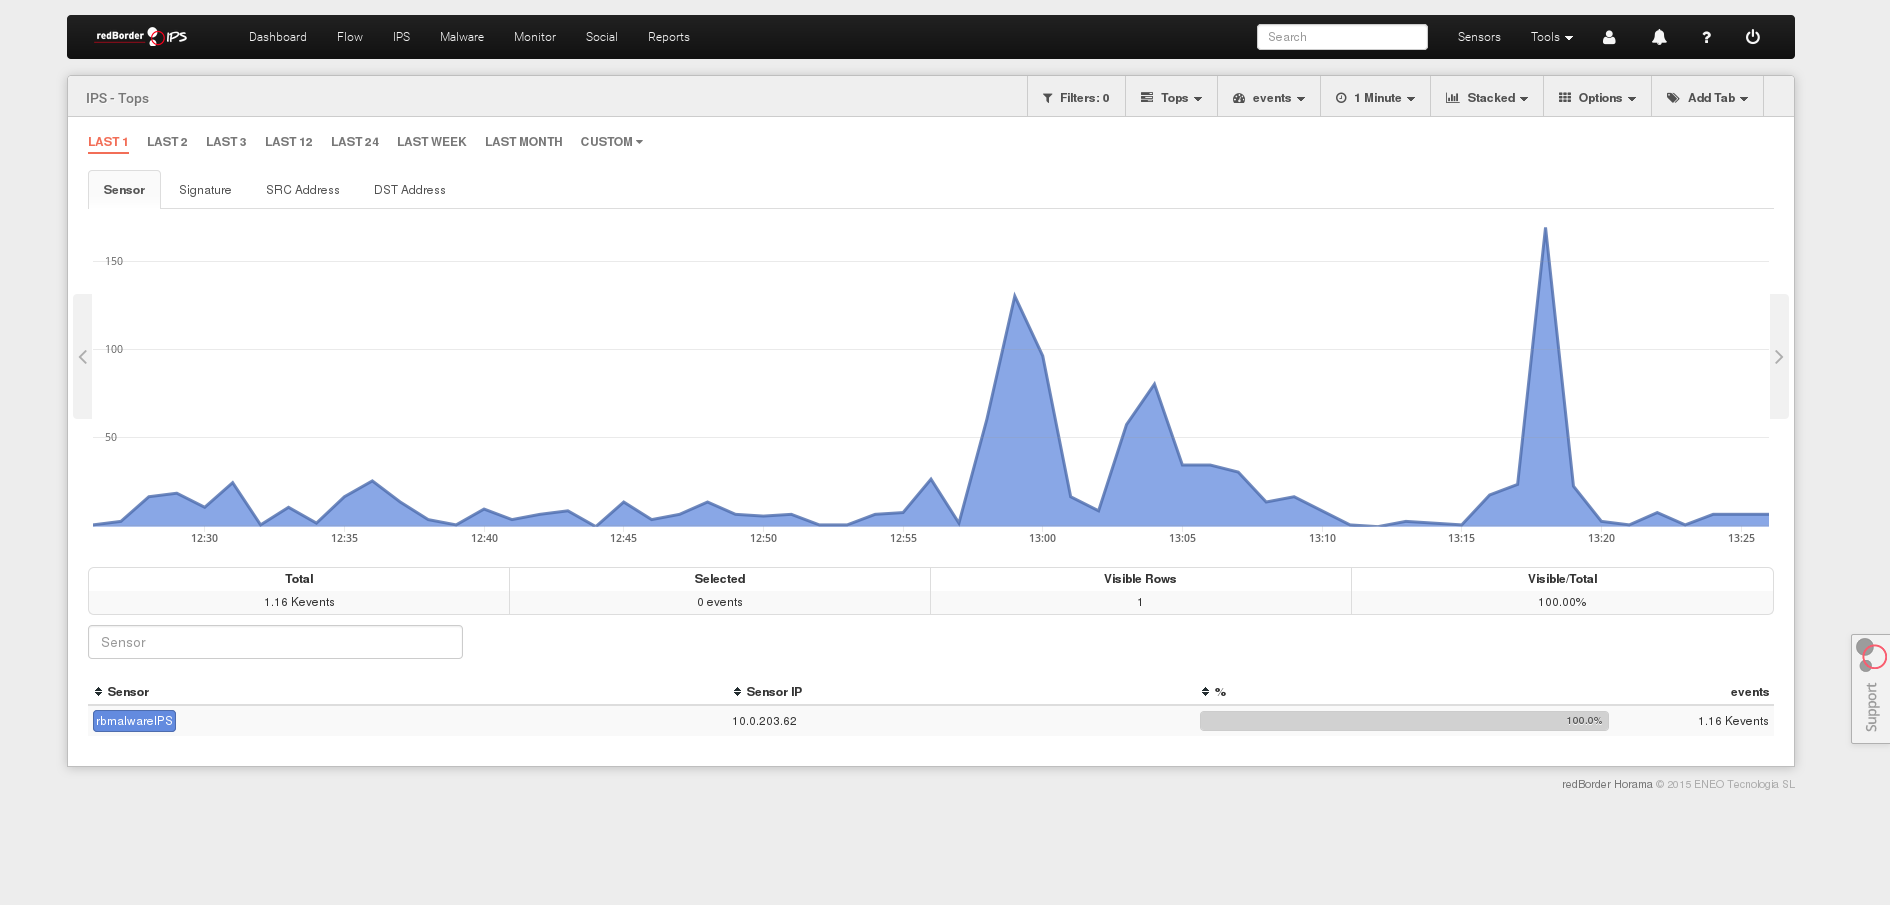 redBorder IPS Dashboard Flow IPS Malware Monitor Social Reports Search Sensors Tools ?
IPS - Tops Filters: 0 Tops events 1 Minute Stacked Options Add Tab
LAST 1 LAST 2 LAST 3 LAST 12 LAST 24 LAST WEEK LAST MONTH CUSTOM
Sensor Signature SRC Address DST Address
150
100
50
12:30 12:35 12:40 12:45 12:50 12:55 13:00 13:05 13:10 13:15 13:20 13:25
Total Selected Visible Rows Visible/Total
1.16 Kevents 0 events 1 100.00%
Sensor
Sensor Sensor IP % events
rbmalwareIPS 10.0.203.62 100.0% 1.16 Kevents
Support
redBorder Horama © 2015 ENEO Tecnologia SL